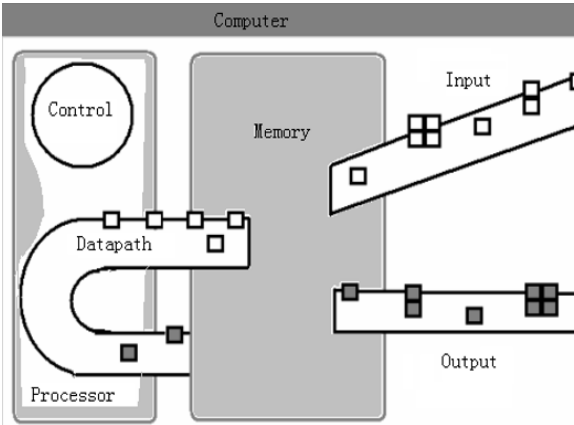 Computer
Control
Memory
Input
Datapath
Output
Processor